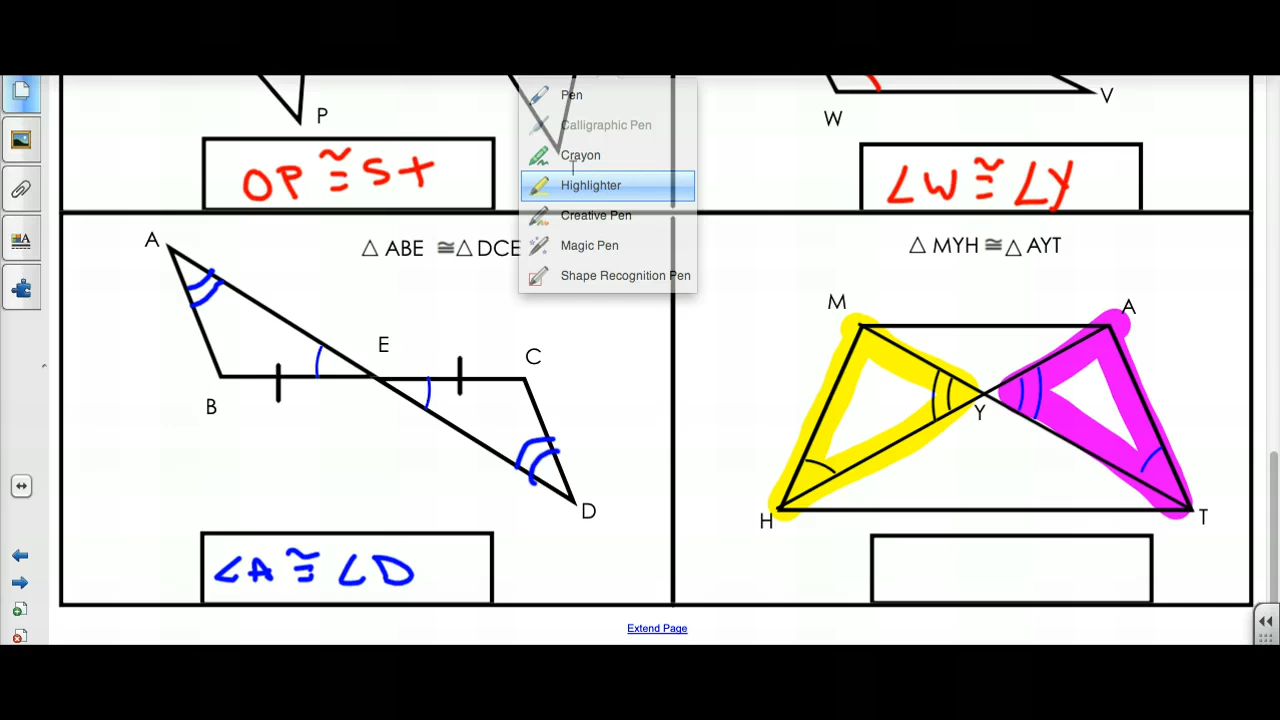 P
OP ≅ ST
Pen
Calligraphic Pen
Crayon
Highlighter
Creative Pen
Magic Pen
Shape Recognition Pen
W
V
∠W ≅ ∠Y
△ ABE ≅ △ DCE
A
B
E
C
D
∠A ≅ ∠D
△ MYH ≅ △ AYT
M
A
Y
H
T
Extend Page